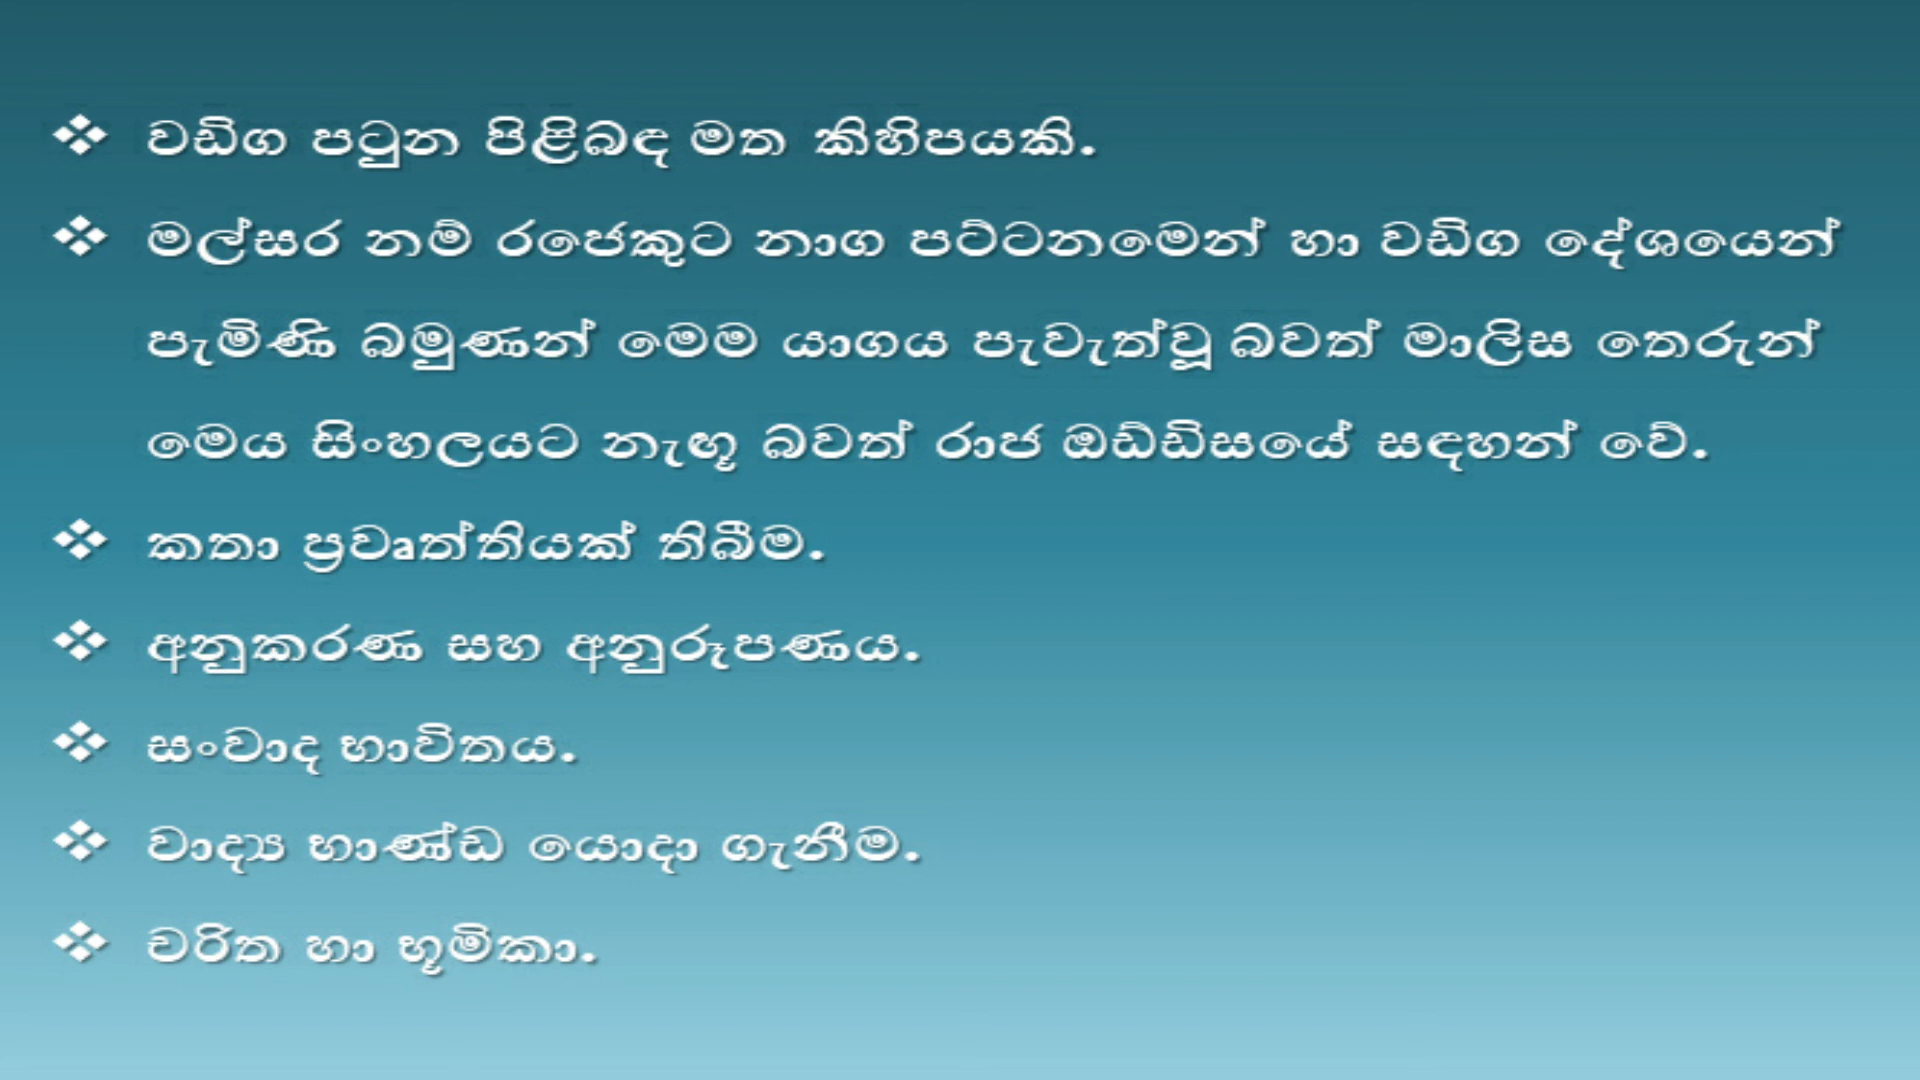 ❖ වඩිග පටුන පිළිබඳ මත කිහිපයකි.
❖ මල්සර නම් රජෙකුට නාග පට්ටනමෙන් හා වඩිග දේශයෙන්
පැමිණි බමුණන් මෙම යාගය පැවැත්වූ බවත් මාලිස තෙරුන්
මෙය සිංහලයට නැඟූ බවත් රාජ ඔඩ්ඩිසයේ සඳහන් වේ.
❖ කතා ප්‍රවෘත්තියක් තිබීම.
❖ අනුකරණ සහ අනුරූපණය.
❖ සංවාද භාවිතය.
❖ වාද්‍ය භාණ්ඩ යොදා ගැනීම.
❖ චරිත හා භූමිකා.